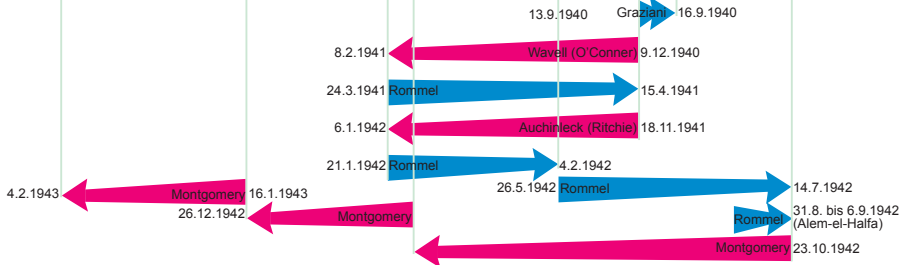 13.9.1940 Graziani 16.9.1940
8.2.1941 Wavell (O'Conner) 9.12.1940
24.3.1941 Rommel 15.4.1941
6.1.1942 Auchinleck (Ritchie) 18.11.1941
21.1.1942 Rommel 4.2.1942
26.5.1942 Rommel 14.7.1942
4.2.1943 Montgomery 16.1.1943
26.12.1942 Montgomery
Rommel 31.8. bis 6.9.1942
(Alem-el-Halfa)
Montgomery 23.10.1942